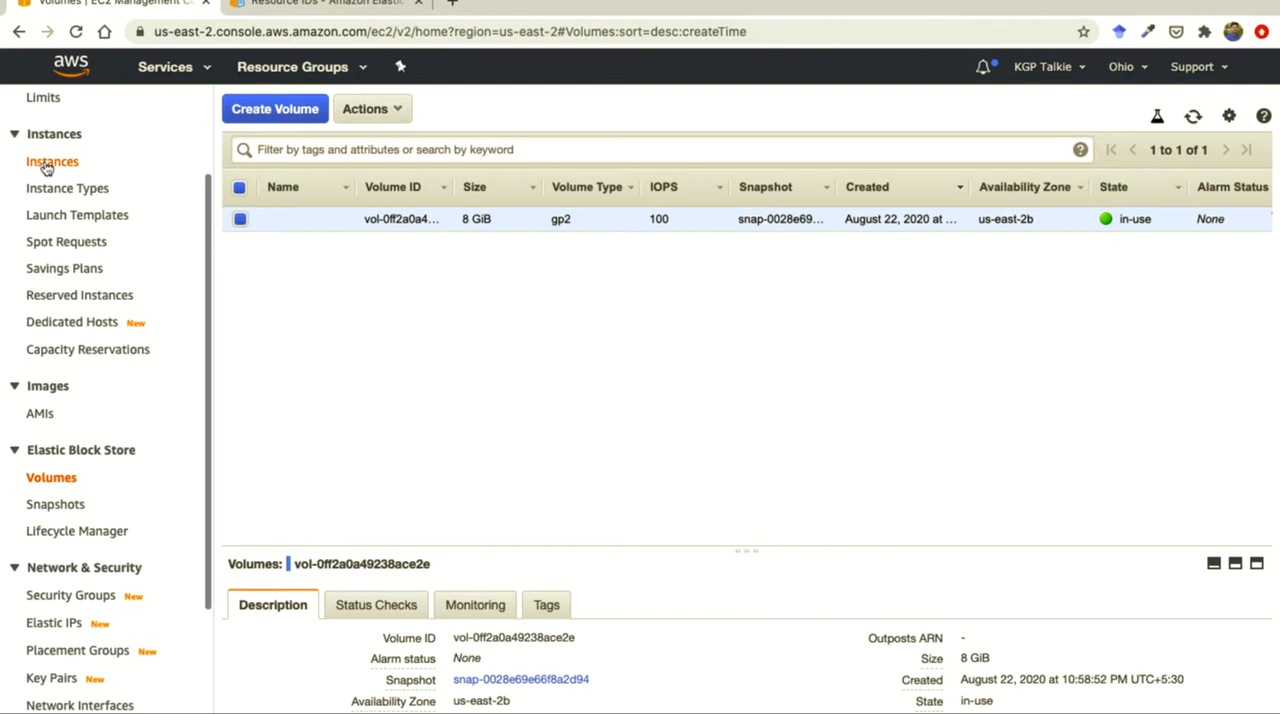 Volumes | EC2 Management C
Resource IDs - Amazon Elastic
us-east-2.console.aws.amazon.com/ec2/v2/home?region=us-east-2#Volumes:sort=desc:createTime
aws
Services
Resource Groups
KGP Talkie
Ohio
Support
Limits
Instances
Instances
Instance Types
Launch Templates
Spot Requests
Savings Plans
Reserved Instances
Dedicated Hosts New
Capacity Reservations
Images
AMIs
Elastic Block Store
Volumes
Snapshots
Lifecycle Manager
Network & Security
Security Groups New
Elastic IPs New
Placement Groups New
Key Pairs New
Network Interfaces
Create Volume
Actions
Filter by tags and attributes or search by keyword
1 to 1 of 1
Name Volume ID Size Volume Type IOPS Snapshot Created Availability Zone State Alarm Status
vol-0ff2a0a4... 8 GiB gp2 100 snap-0028e69... August 22, 2020 at ... us-east-2b in-use None
Volumes: vol-0ff2a0a49238ace2e
Description
Status Checks
Monitoring
Tags
Volume ID vol-0ff2a0a49238ace2e
Alarm status None
Snapshot snap-0028e69e66f8a2d94
Availability Zone us-east-2b
Outposts ARN -
Size 8 GiB
Created August 22, 2020 at 10:58:52 PM UTC+5:30
State in-use